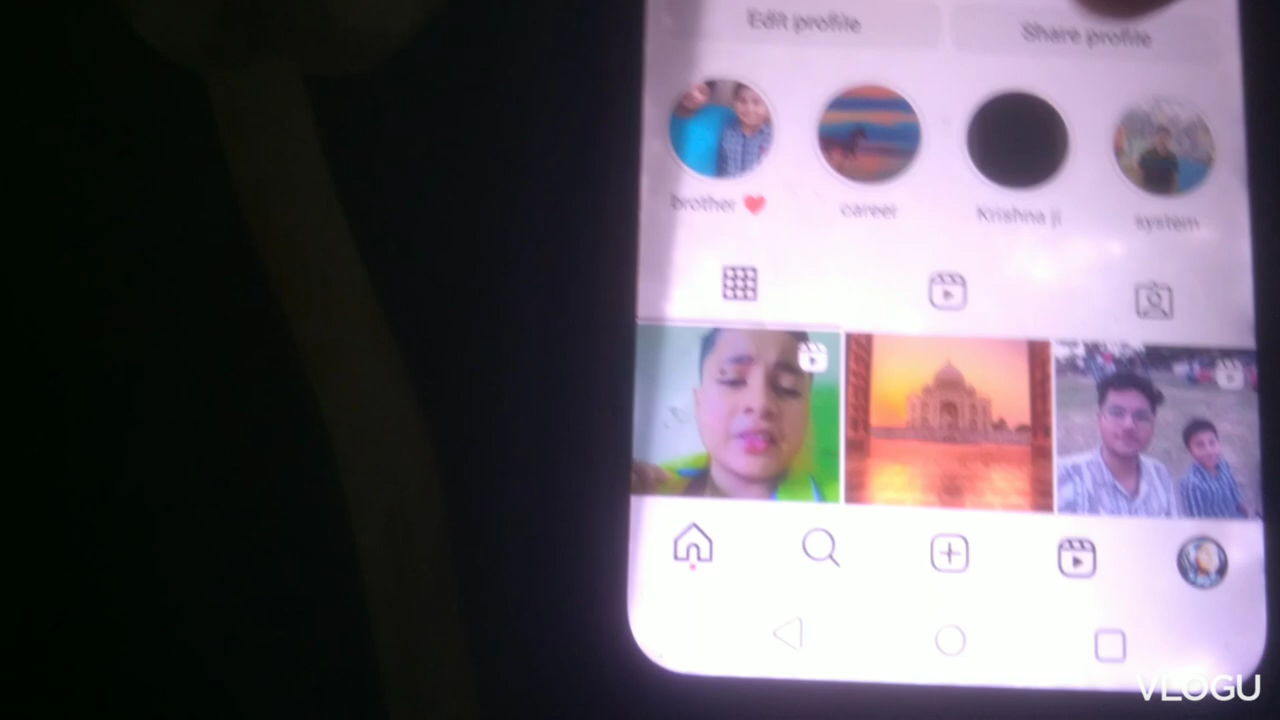 Edit profile
Share profile
brother ❤️
career
Krishna ji
system
VLOGU